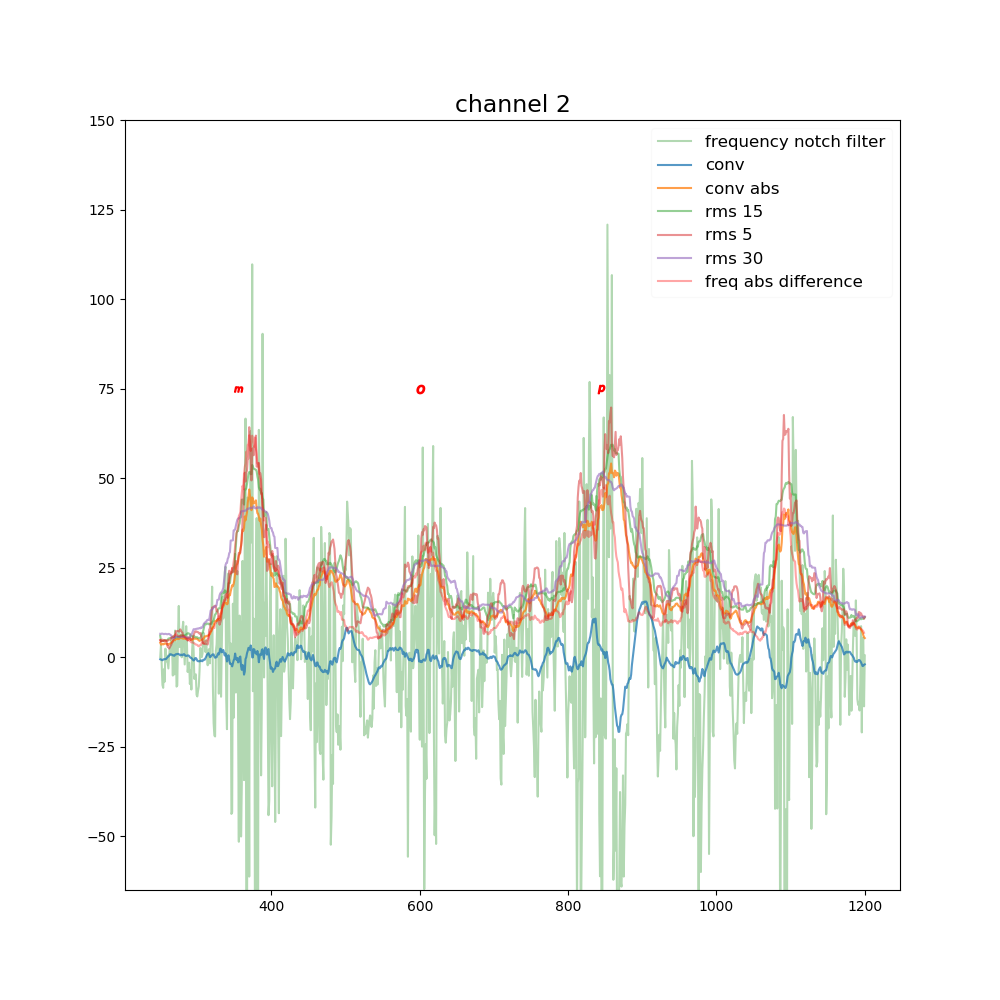 channel 2
150
125
100
75
50
25
0
−25
−50
400 600 800 1000 1200
frequency notch filter
conv
conv abs
rms 15
rms 5
rms 30
freq abs difference
m o p